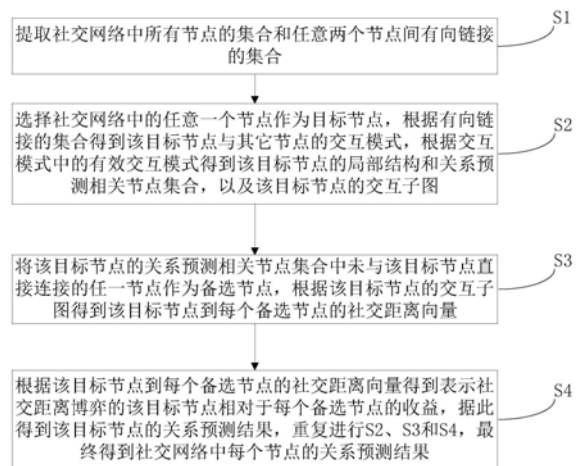 提取社交网络中所有节点的集合和任意两个节点间有向链接
的集合
S1
选择社交网络中的任意一个节点作为目标节点，根据有向链
接的集合得到该目标节点与其它节点的交互模式，根据交互
模式中的有效交互模式得到该目标节点的局部结构和关系预
测相关节点集合，以及该目标节点的交互子图
S2
将该目标节点的关系预测相关节点集合中未与该目标节点直
接连接的任一节点作为备选节点，根据该目标节点的交互子
图得到该目标节点到每个备选节点的社交距离向量
S3
根据该目标节点到每个备选节点的社交距离向量得到表示社
交距离博弈的该目标节点相对于每个备选节点的收益，据此
得到该目标节点的关系预测结果，重复进行S2、S3和S4，最
终得到社交网络中每个节点的关系预测结果
S4